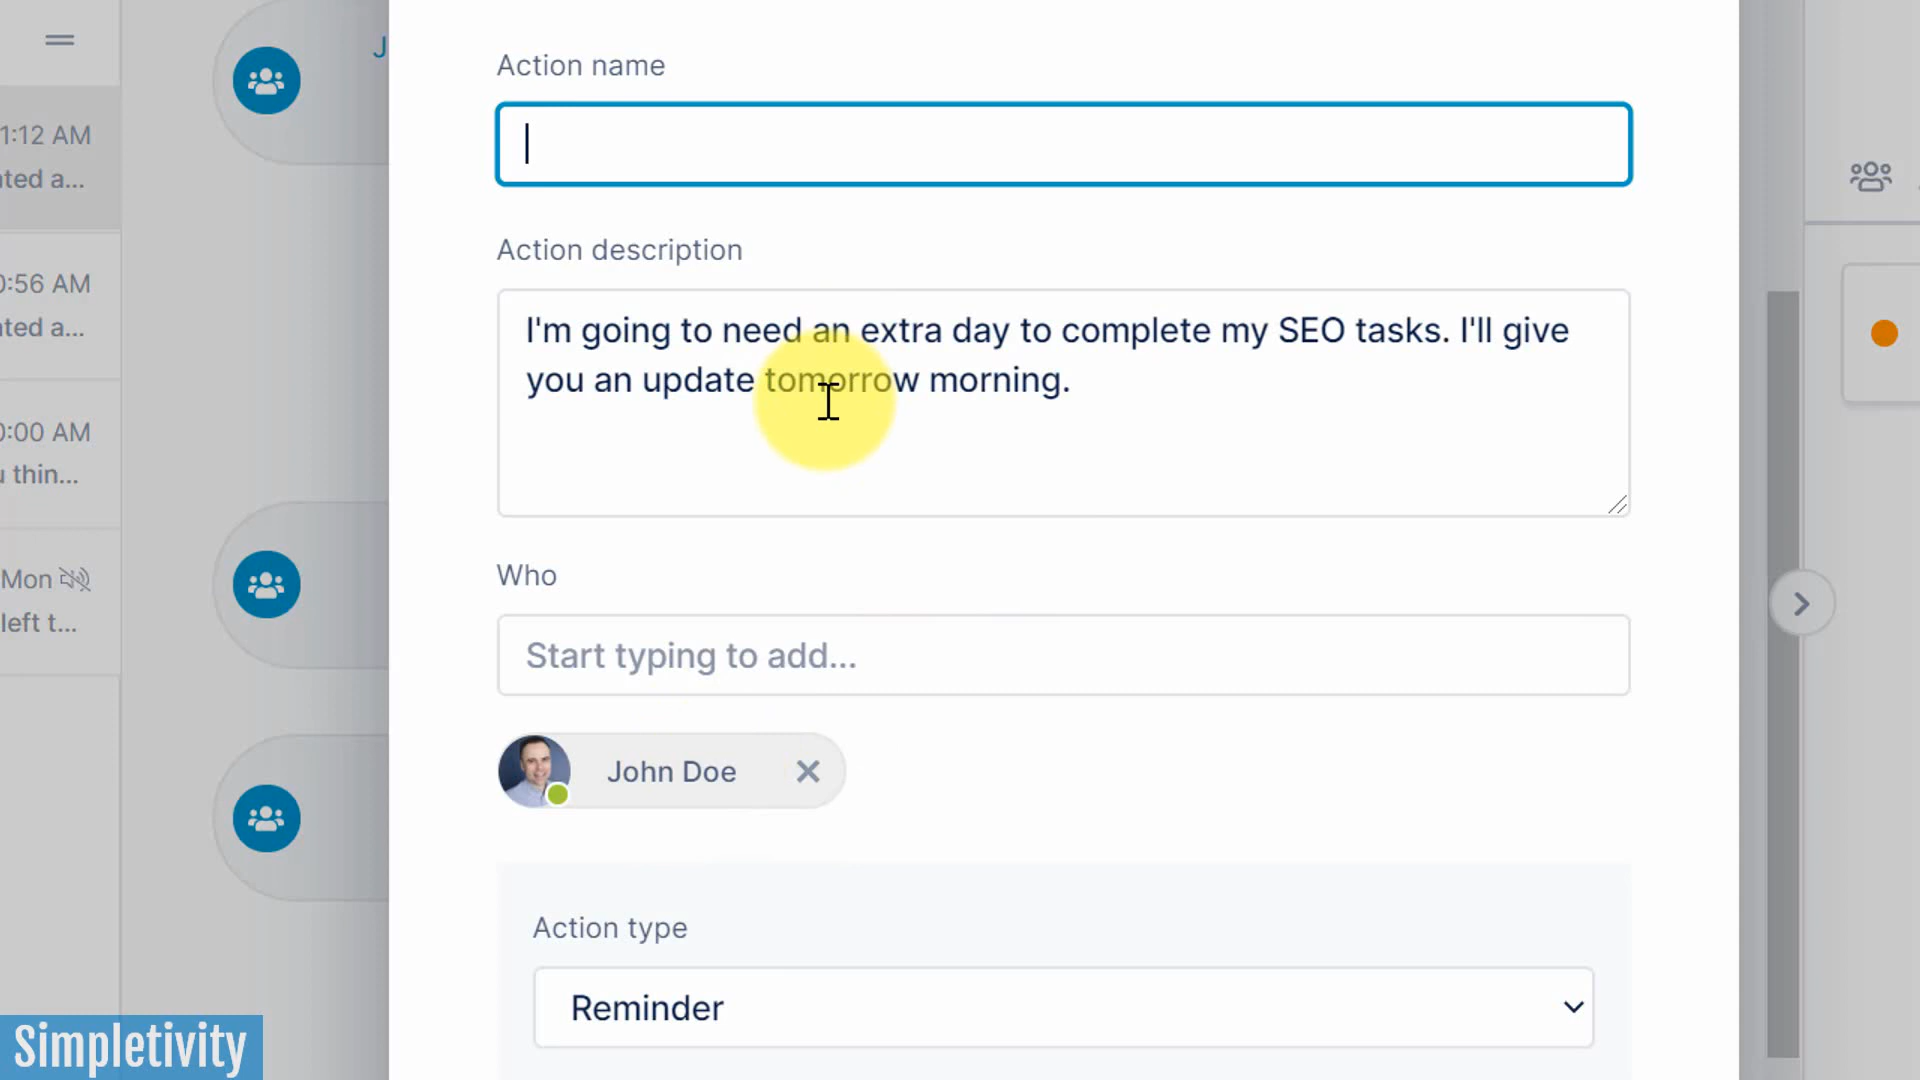 J
Action name
1:12 AM
ted a...
Action description
0:56 AM
ted a...
I'm going to need an extra day to complete my SEO tasks. I'll give
you an update tomorrow morning.
0:00 AM
thin...
Who
Mon
left t...
Start typing to add...
John Doe
Action type
Reminder
Simpletivity